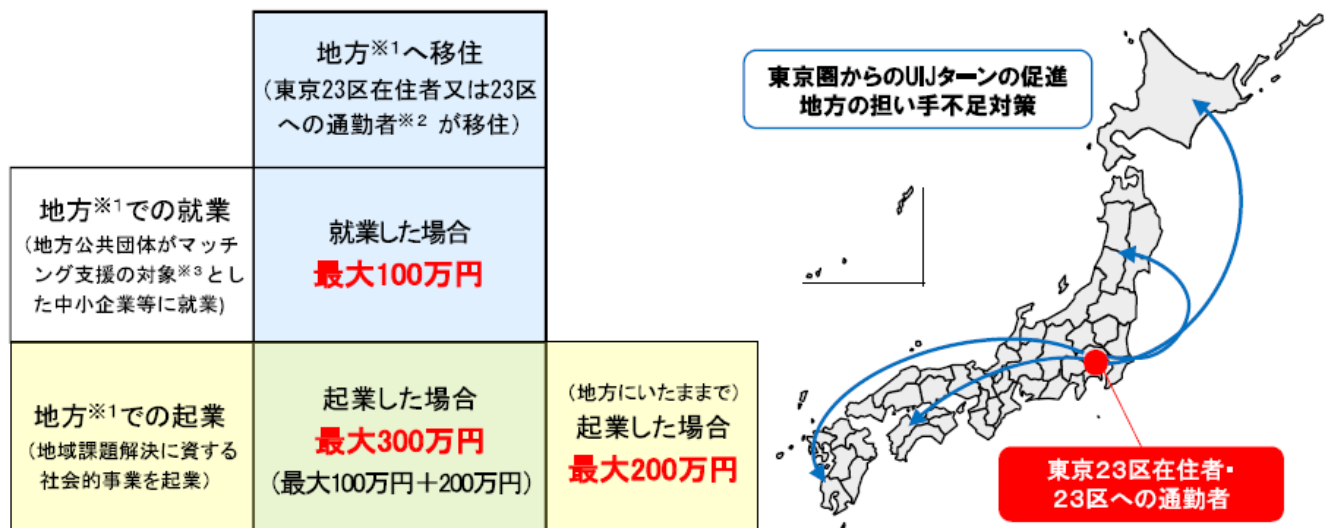 地方※1へ移住
(東京23区在住者又は23区
への通勤者※2 が移住)
地方※1での就業
(地方公共団体がマッチ
ング支援の対象※3とし
た中小企業等に就業)
就業した場合
最大100万円
地方※1での起業
(地域課題解決に資する
社会的事業を起業)
起業した場合
最大300万円
(最大100万円+200万円)
(地方にいたままで)
起業した場合
最大200万円
東京圏からのUIJターンの促進
地方の担い手不足対策
東京23区在住者・
23区への通勤者